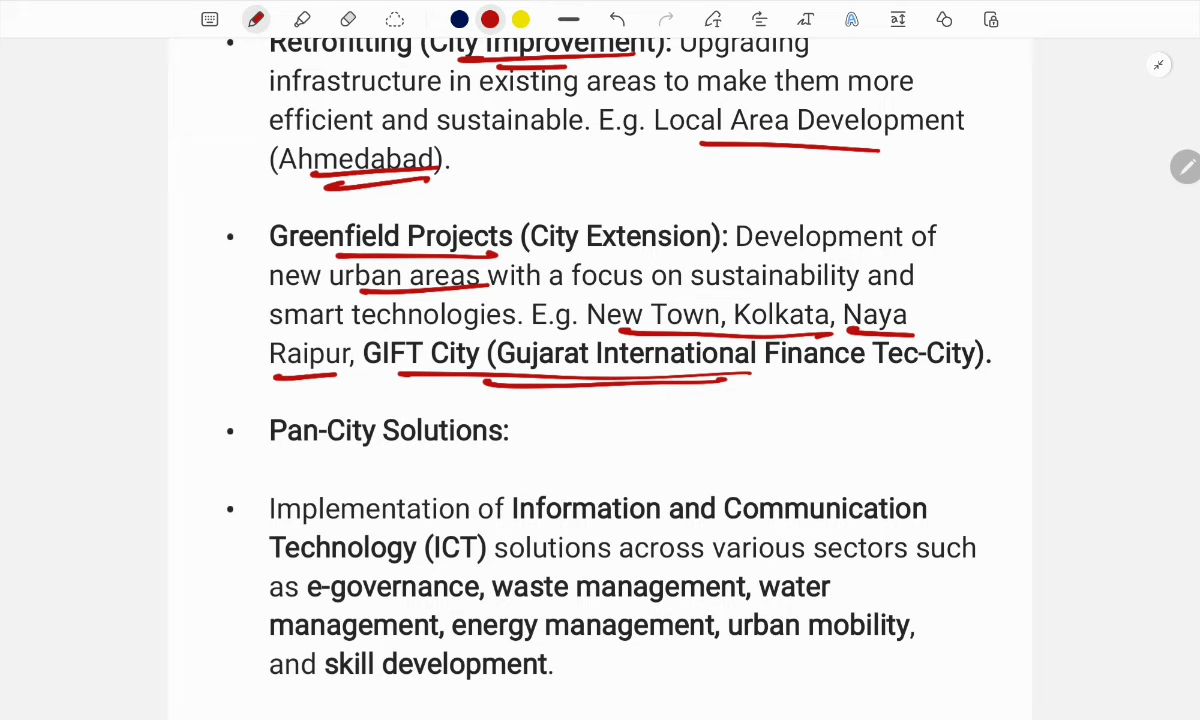 Retrofitting (City Improvement): Upgrading
infrastructure in existing areas to make them more
efficient and sustainable. E.g. Local Area Development
(Ahmedabad).
• Greenfield Projects (City Extension): Development of
new urban areas with a focus on sustainability and
smart technologies. E.g. New Town, Kolkata, Naya
Raipur, GIFT City (Gujarat International Finance Tec-City).
• Pan-City Solutions:
• Implementation of Information and Communication
Technology (ICT) solutions across various sectors such
as e-governance, waste management, water
management, energy management, urban mobility,
and skill development.